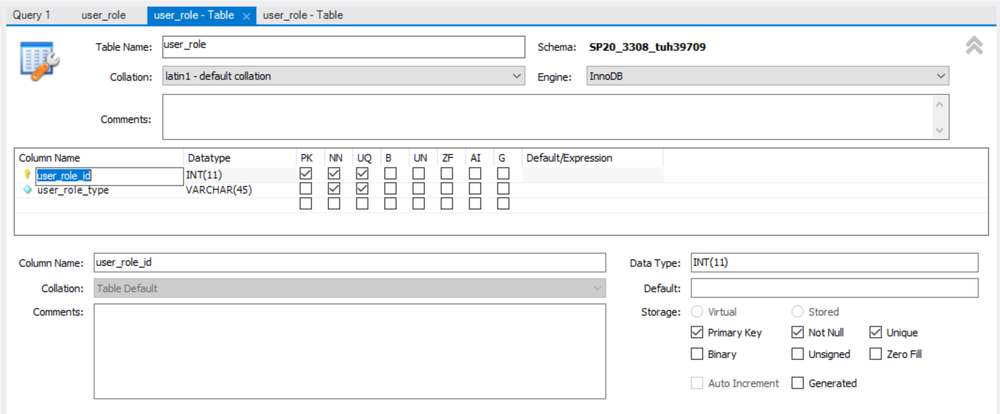 Query 1 user_role user_role - Table × user_role - Table
Table Name: user_role Schema: SP20_3308_tuh39709
Collation: latin1 - default collation Engine: InnoDB
Comments:
Column Name Datatype PK NN UQ B UN ZF AI G Default/Expression
user_role_id INT(11)
user_role_type VARCHAR(45)
Column Name: user_role_id Data Type: INT(11)
Collation: Table Default Default:
Comments: Storage: Virtual Stored
Primary Key Not Null Unique
Binary Unsigned Zero Fill
Auto Increment Generated